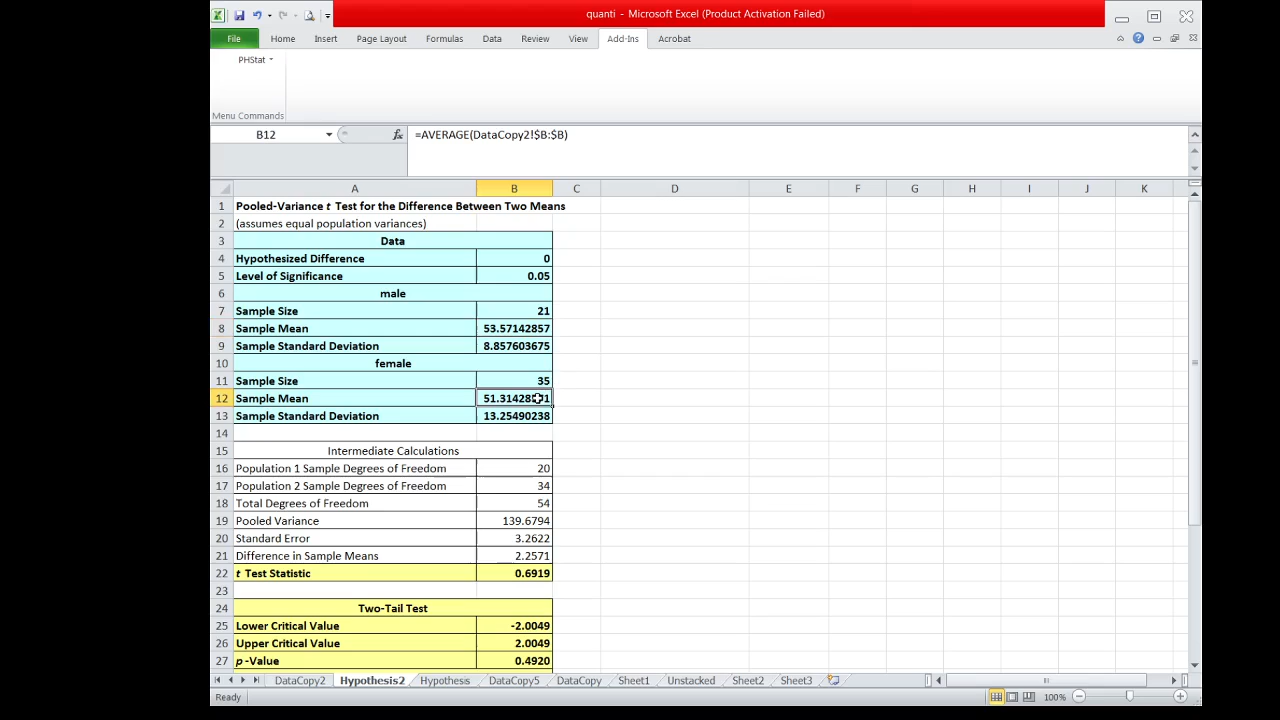 quanti - Microsoft Excel (Product Activation Failed)
File Home Insert Page Layout Formulas Data Review View Add-Ins Acrobat
PHStat
Menu Commands
B12 fx =AVERAGE(DataCopy2!$B:$B)
A B C D E F G H I J K
1 Pooled-Variance t Test for the Difference Between Two Means
2 (assumes equal population variances)
3 Data
4 Hypothesized Difference 0
5 Level of Significance 0.05
6 male
7 Sample Size 21
8 Sample Mean 53.57142857
9 Sample Standard Deviation 8.857603675
10 female
11 Sample Size 35
12 Sample Mean
13 Sample Standard Deviation 13.25490238
14
15 Intermediate Calculations
16 Population 1 Sample Degrees of Freedom 20
17 Population 2 Sample Degrees of Freedom 34
18 Total Degrees of Freedom 54
19 Pooled Variance 139.6794
20 Standard Error 3.2622
21 Difference in Sample Means 2.2571
22 t Test Statistic 0.6919
23
24 Two-Tail Test
25 Lower Critical Value -2.0049
26 Upper Critical Value 2.0049
27 p-Value 0.4920
DataCopy2 Hypothesis2 Hypothesis DataCopy5 DataCopy Sheet1 Unstacked Sheet2 Sheet3
Ready 100%